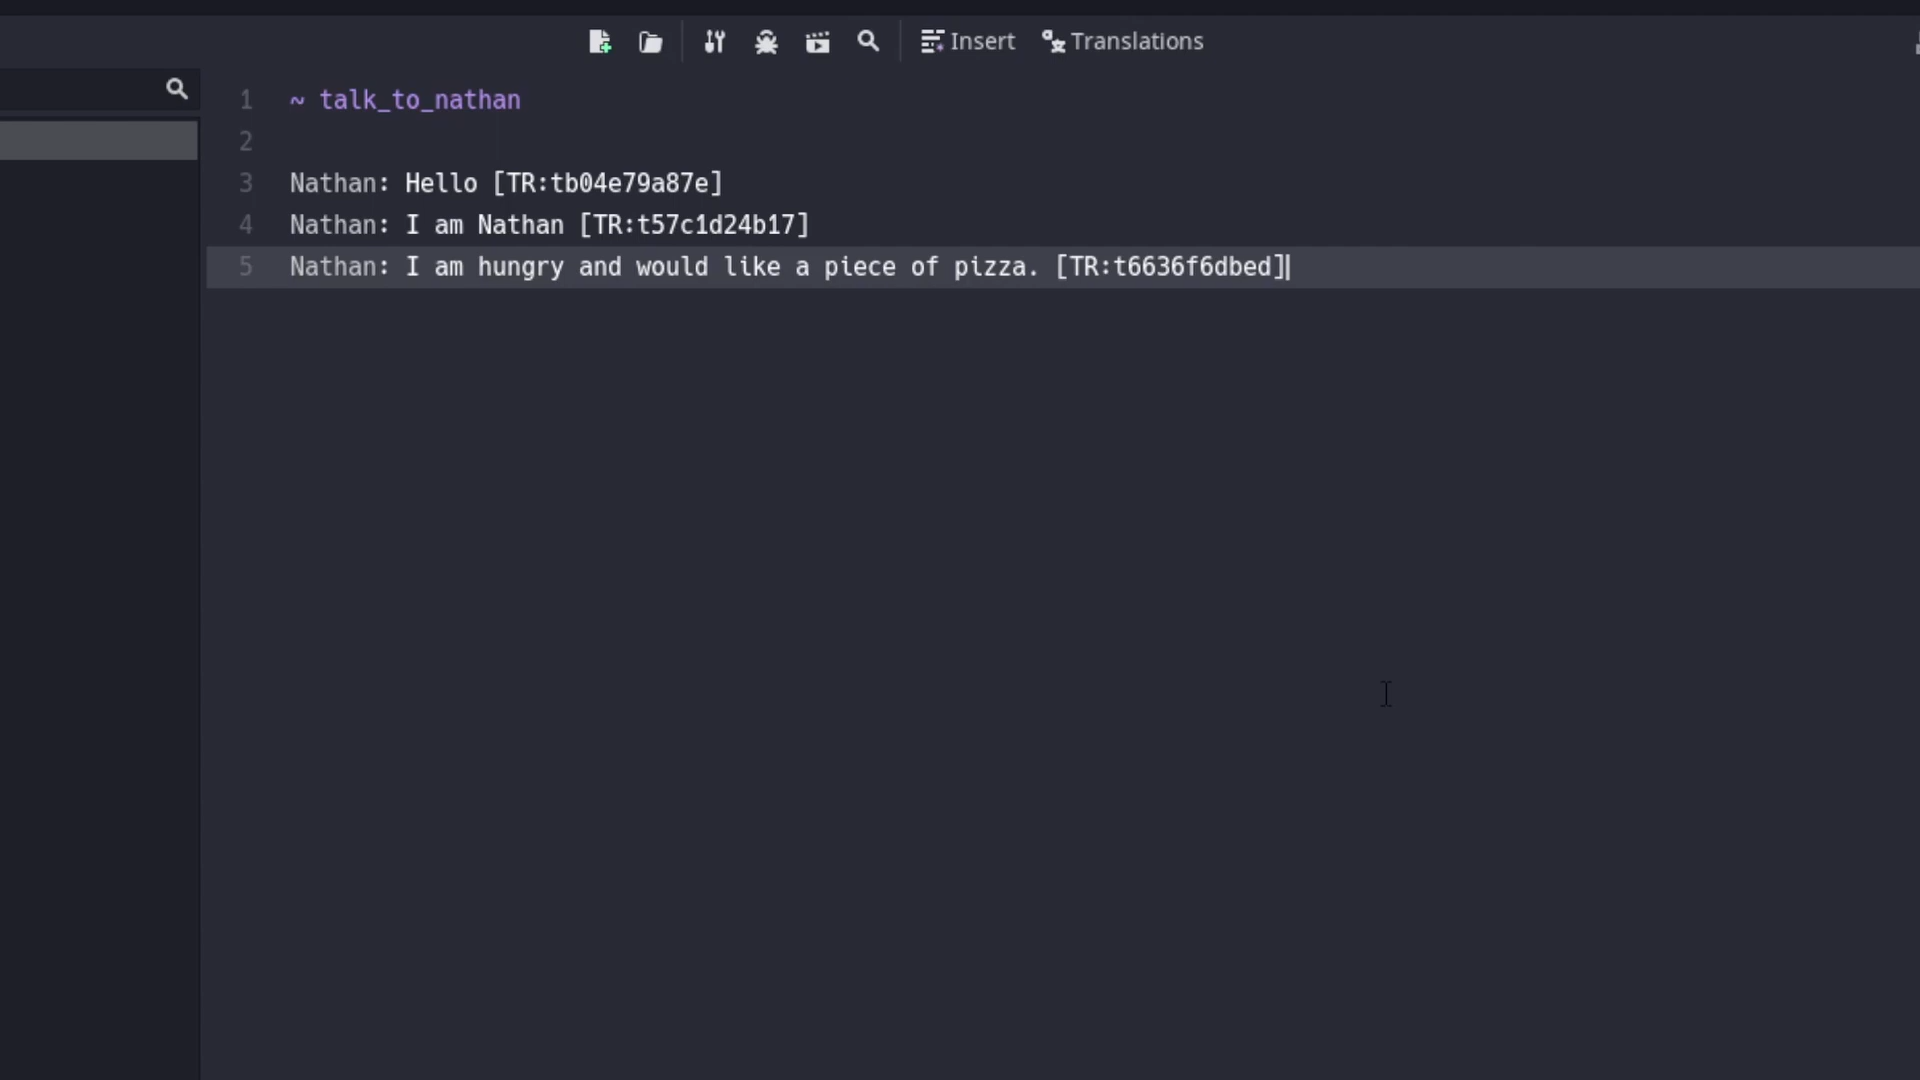 Insert Translations
1 ~ talk_to_nathan
2
3 Nathan: Hello [TR:tb04e79a87e]
4 Nathan: I am Nathan [TR:t57c1d24b17]
5 Nathan: I am hungry and would like a piece of pizza. [TR:t6636f6dbed]